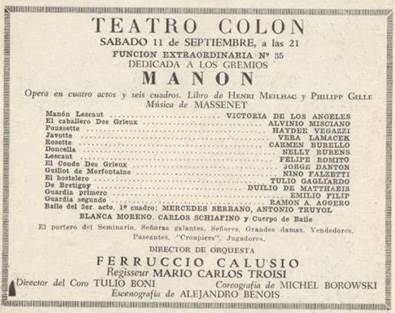 TEATRO COLON
SABADO 11 de SEPTIEMBRE, a las 21
FUNCION EXTRAORDINARIA Nº 35
DEDICADA A LOS GREMIOS
MANON
Opera en cuatro actos y seis cuadros. Libro de HENRI MEILHAC y PHILIPP GILLE
Música de MASSENET
Manón Lescaut VICTORIA DE LOS ANGELES
El caballero Des Grieux ALVINIO MISCIANO
Poussette HAYDEE VEGAZZI
Javotte VERA LAMACEK
Rosette CARMEN BURELLO
Doncella NELLY RUBENS
Lescaut FELIPE ROMITO
El Conde Des Grieux JORGE DANTON
Guillot de Morfontaine NINO FALZETTI
El hostelero TULIO GAGLIARDO
De Bretigny DUILIO DE MATTHAEIS
Guardia primero EMILIO FILIP
Guardia segundo RAMON A. AGGERO
Baile del 3er. acto, 1º cuadro: MERCEDES SERRANO, ANTONIO TRUYOL
BLANCA MORENO, CARLOS SCHIAFINO y Cuerpo de Baile
El portero del Seminario, Señoras galantes, Señores, Grandes damas, Vendedores,
Paseantes, "Croupiers", Jugadores.
DIRECTOR DE ORQUESTA
FERRUCCIO CALUSIO
Regisseur MARIO CARLOS TROISI
Director del Coro TULIO BONI Coreografía de MICHEL BOROWSKI
Escenografía de ALEJANDRO BENOIS